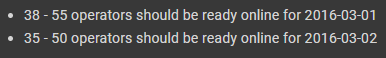 • 38 - 55 operators should be ready online for 2016-03-01
• 35 - 50 operators should be ready online for 2016-03-02